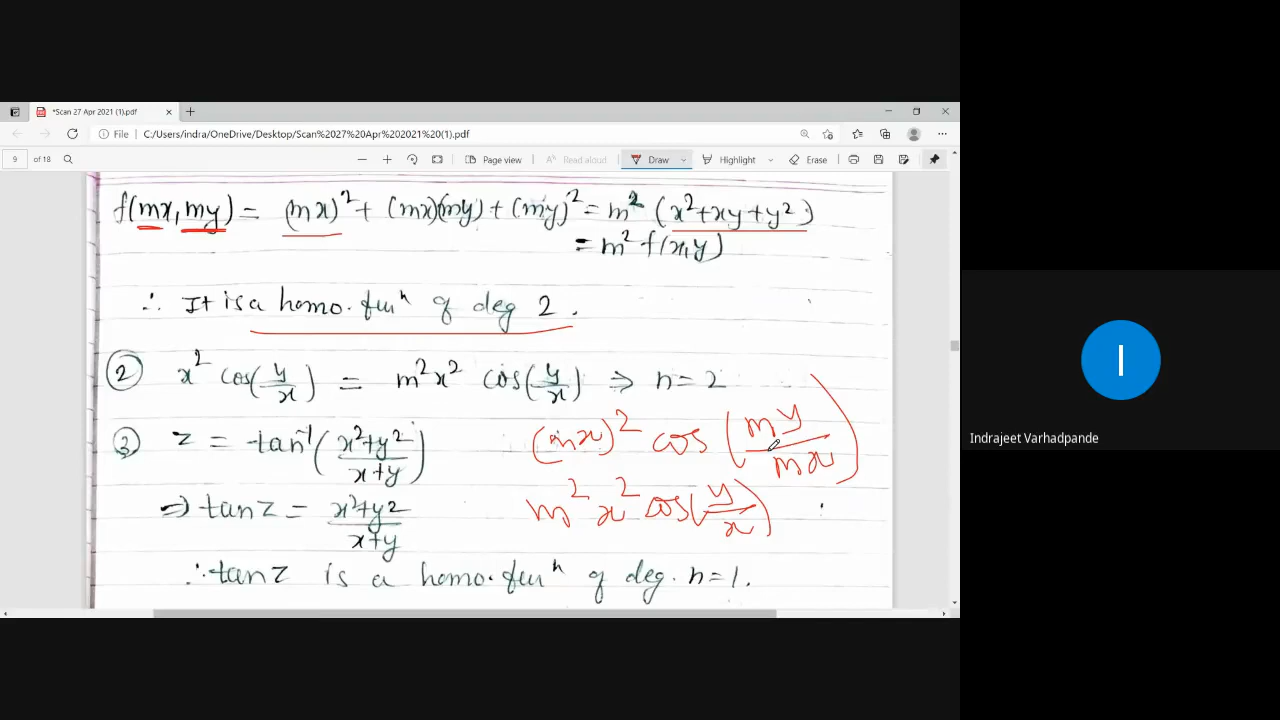 *Scan 27 Apr 2021 (1).pdf
File C:/Users/indra/OneDrive/Desktop/Scan%2027%20Apr%202021%20(1).pdf
9 of 18 Page view Read aloud Draw Highlight Erase
f(mx, my) = (mx)² + (mx)(my) + (my)² = m² (x²+xy+y²)
= m² f(x,y)
∴ It is a homo. funⁿ of deg 2.
② x² cos(y/x) = m²x² cos(y/x) ⇒ n=2
③ z = tan⁻¹(x²+y²/x+y) (mx)² cos(my/mx)
⇒ tan z = x²+y²/x+y m²x² cos(y/x)
∴ tan z is a homo. funⁿ of deg. n=1.
I
Indrajeet Varhadpande